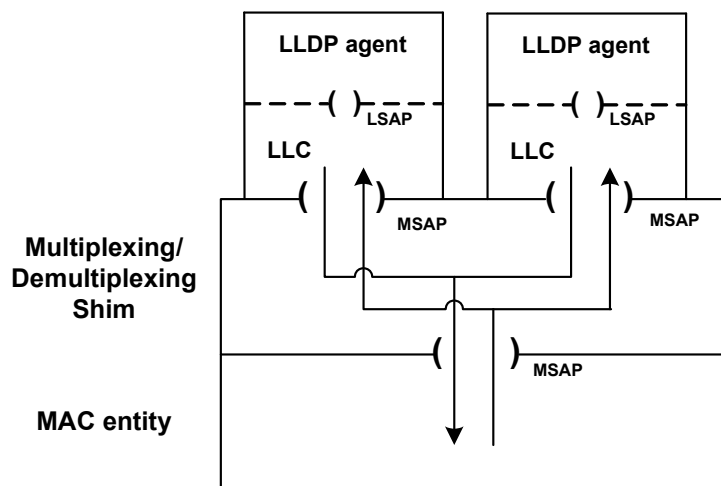 LLDP agent
LLDP agent
LSAP
LSAP
LLC
LLC
MSAP
MSAP
Multiplexing/
Demultiplexing
Shim
MSAP
MAC entity